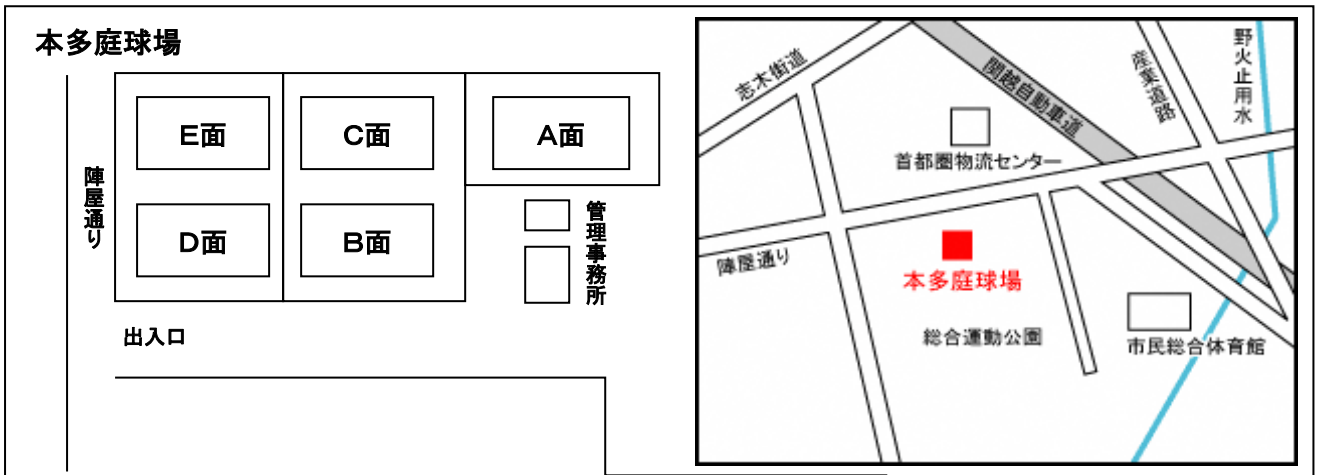 本多庭球場
E面
C面
A面
陣屋通り
D面
B面
管理事務所
出入口
志木街道
関越自動車道
産業道路
野火止用水
首都圏物流センター
陣屋通り
本多庭球場
総合運動公園
市民総合体育館